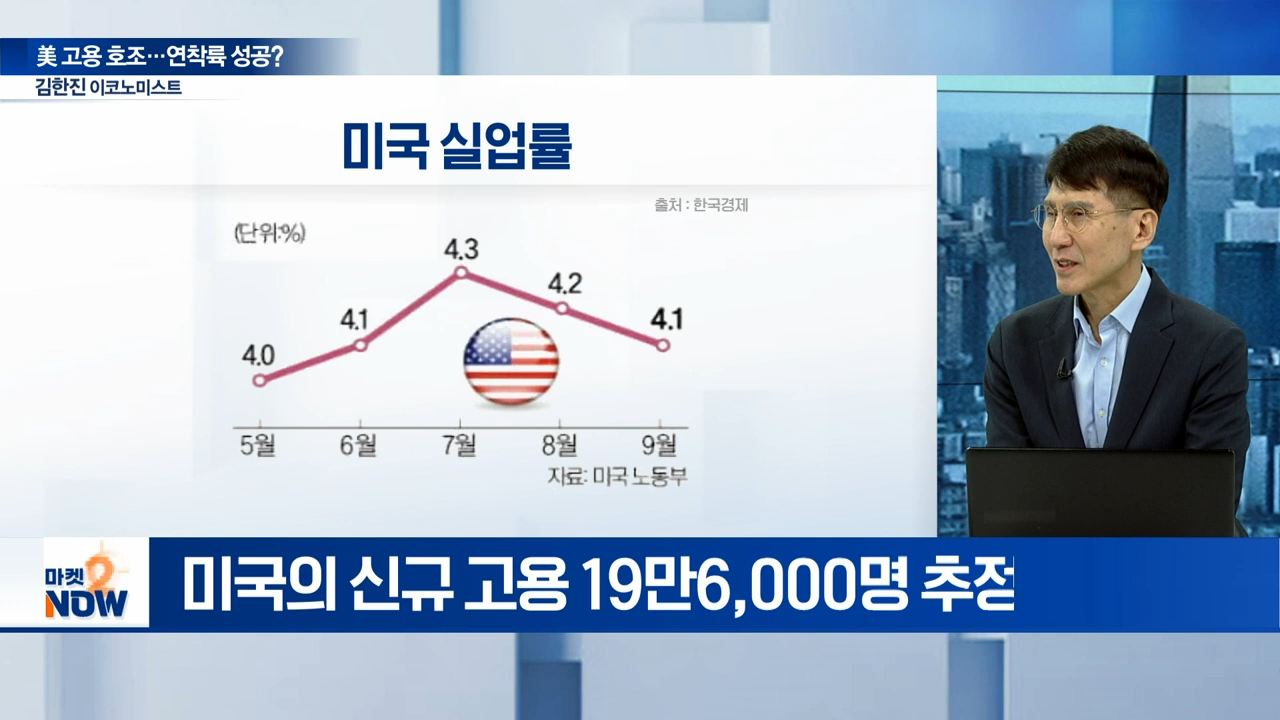 美 고용 호조…연착륙 성공?
김한진 이코노미스트
미국 실업률
출처 : 한국경제
(단위:%)
4.0
4.1
4.3
4.2
4.1
5월 6월 7월 8월 9월
자료: 미국 노동부
마켓
NOW
미국의 신규 고용 19만6,000명 추정